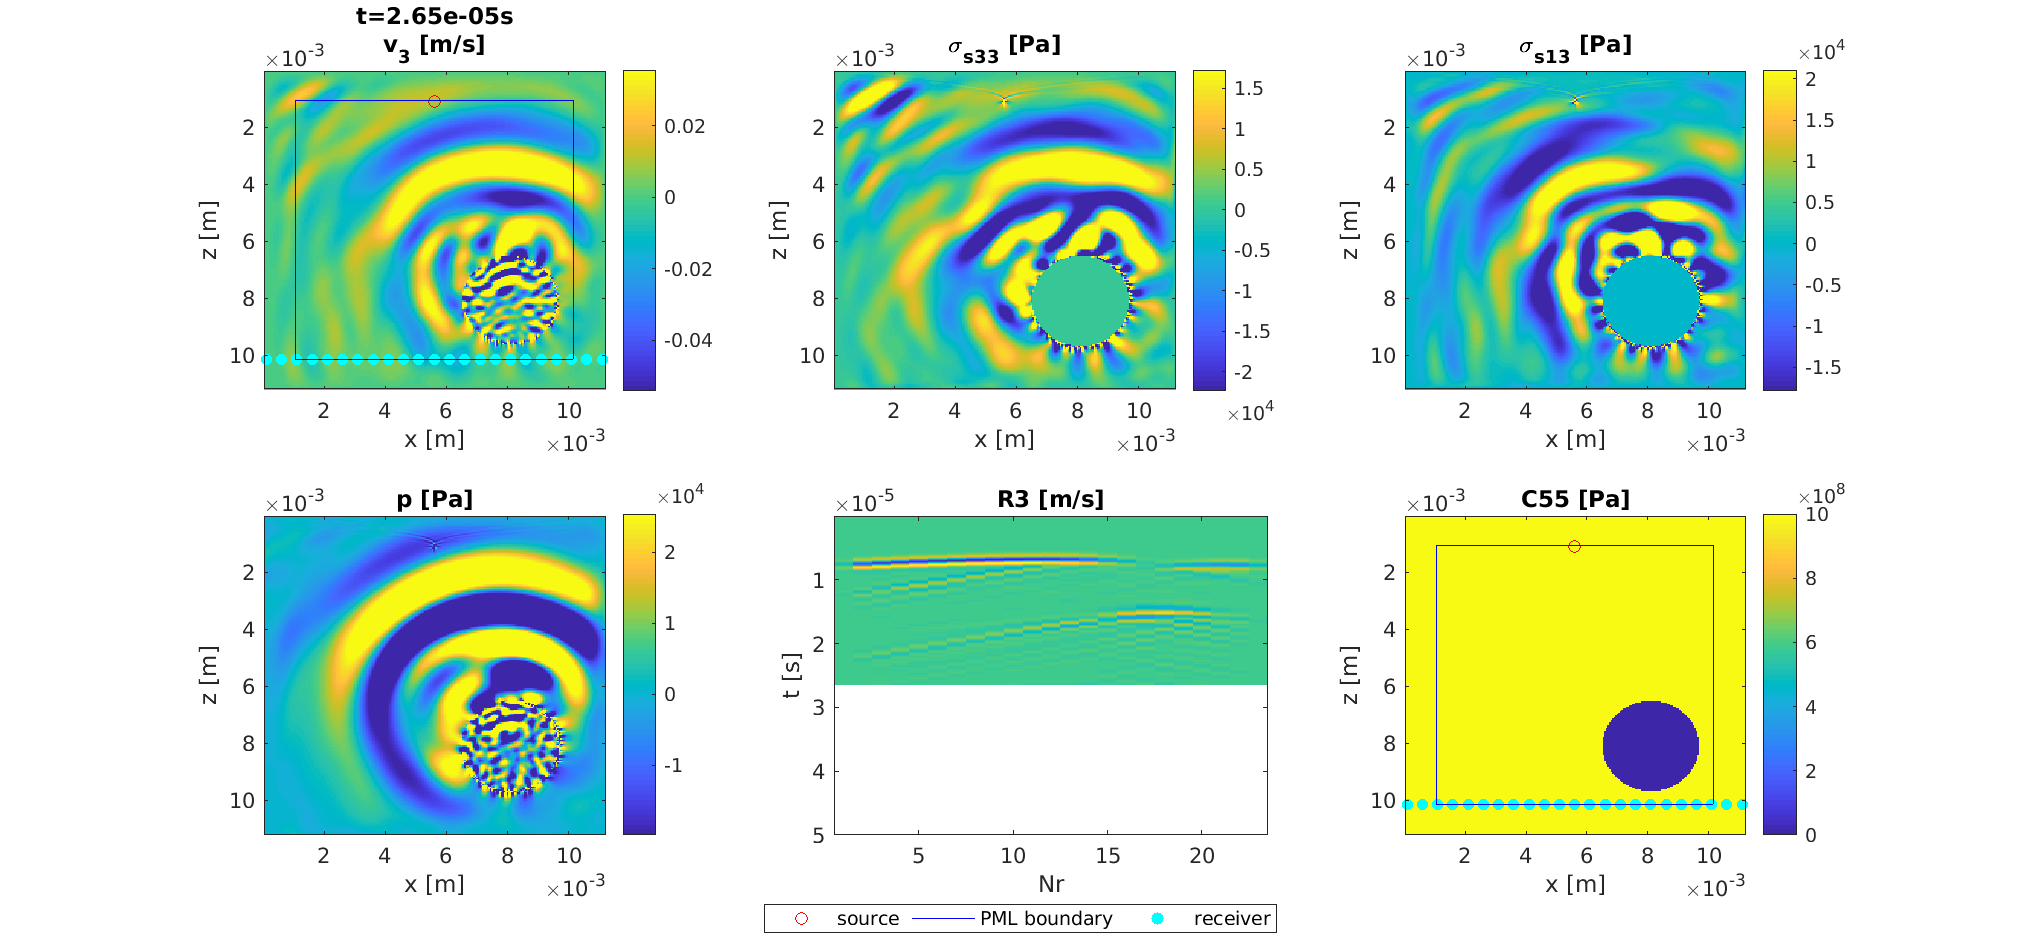 t=2.65e-05s
v3 [m/s]
×10-3
2
4
6
8
10
z [m]
2 4 6 8 10
x [m]
×10-3
0.02
0
-0.02
-0.04
σs33 [Pa]
×10-3
2
4
6
8
10
z [m]
2 4 6 8 10
x [m]
×10-3
1.5
1
0.5
0
-0.5
-1
-1.5
-2
×104
σs13 [Pa]
×10-3
2
4
6
8
10
z [m]
2 4 6 8 10
x [m]
×10-3
×104
2
1.5
1
0.5
0
-0.5
-1
-1.5
p [Pa]
×10-3
2
4
6
8
10
z [m]
2 4 6 8 10
x [m]
×10-3
×104
2
1
0
-1
R3 [m/s]
×10-5
1
2
3
4
5
t [s]
5 10 15 20
Nr
C55 [Pa]
×10-3
2
4
6
8
10
z [m]
2 4 6 8 10
x [m]
×10-3
×108
10
8
6
4
2
0
source PML boundary receiver